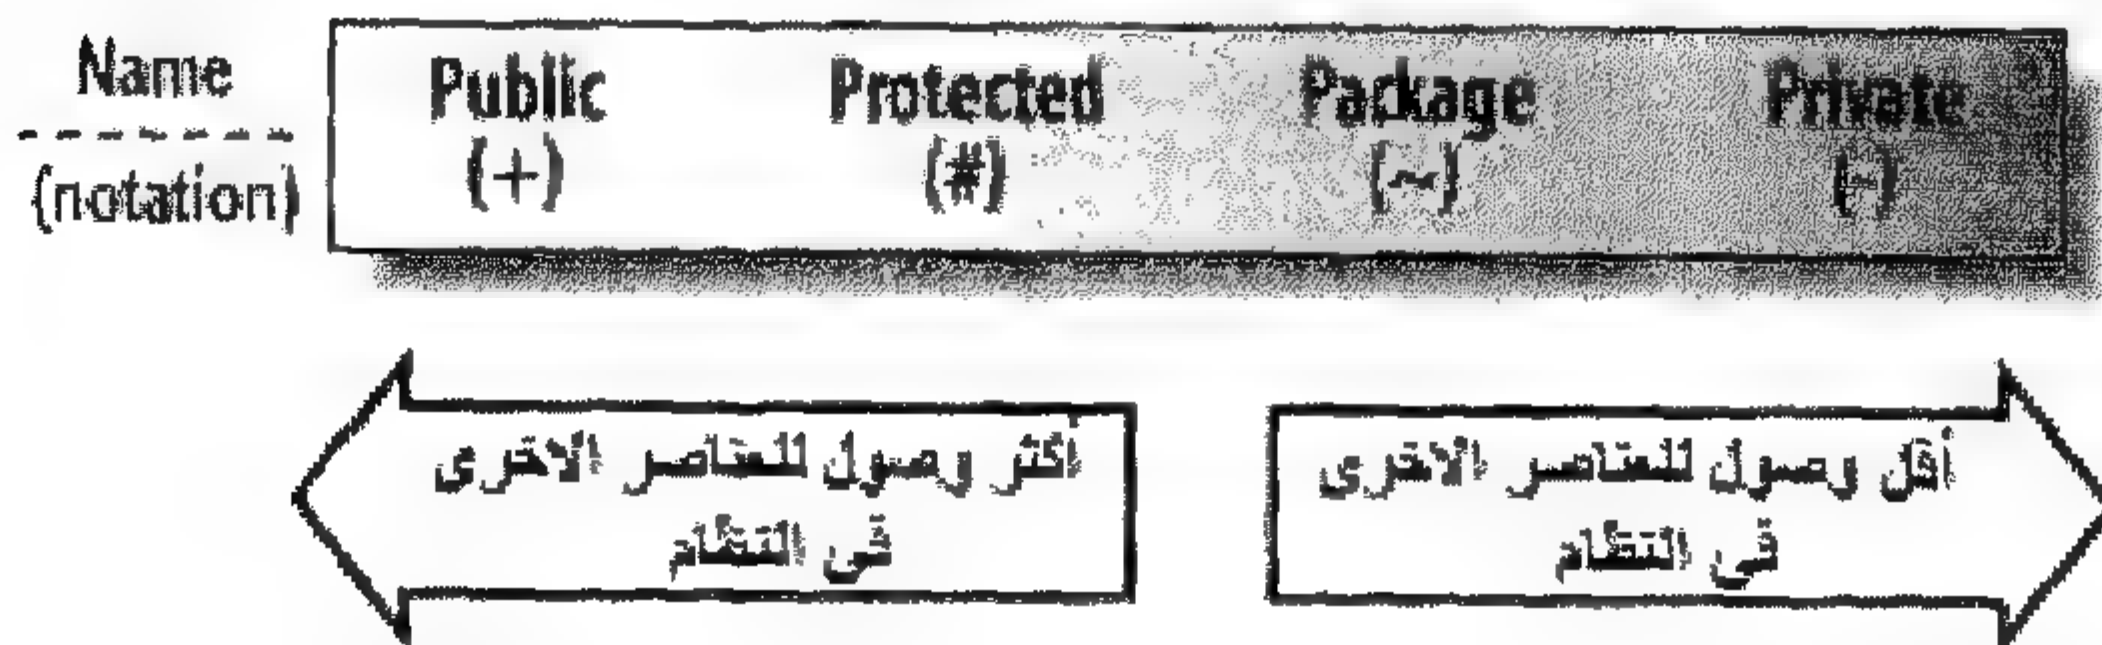 Name
(notation)
Public Protected Package Private
(+) (#) (~) (-)
أكثر وصول للعناصر الاخرى
في النظام
أقل وصول للعناصر الاخرى
في النظام